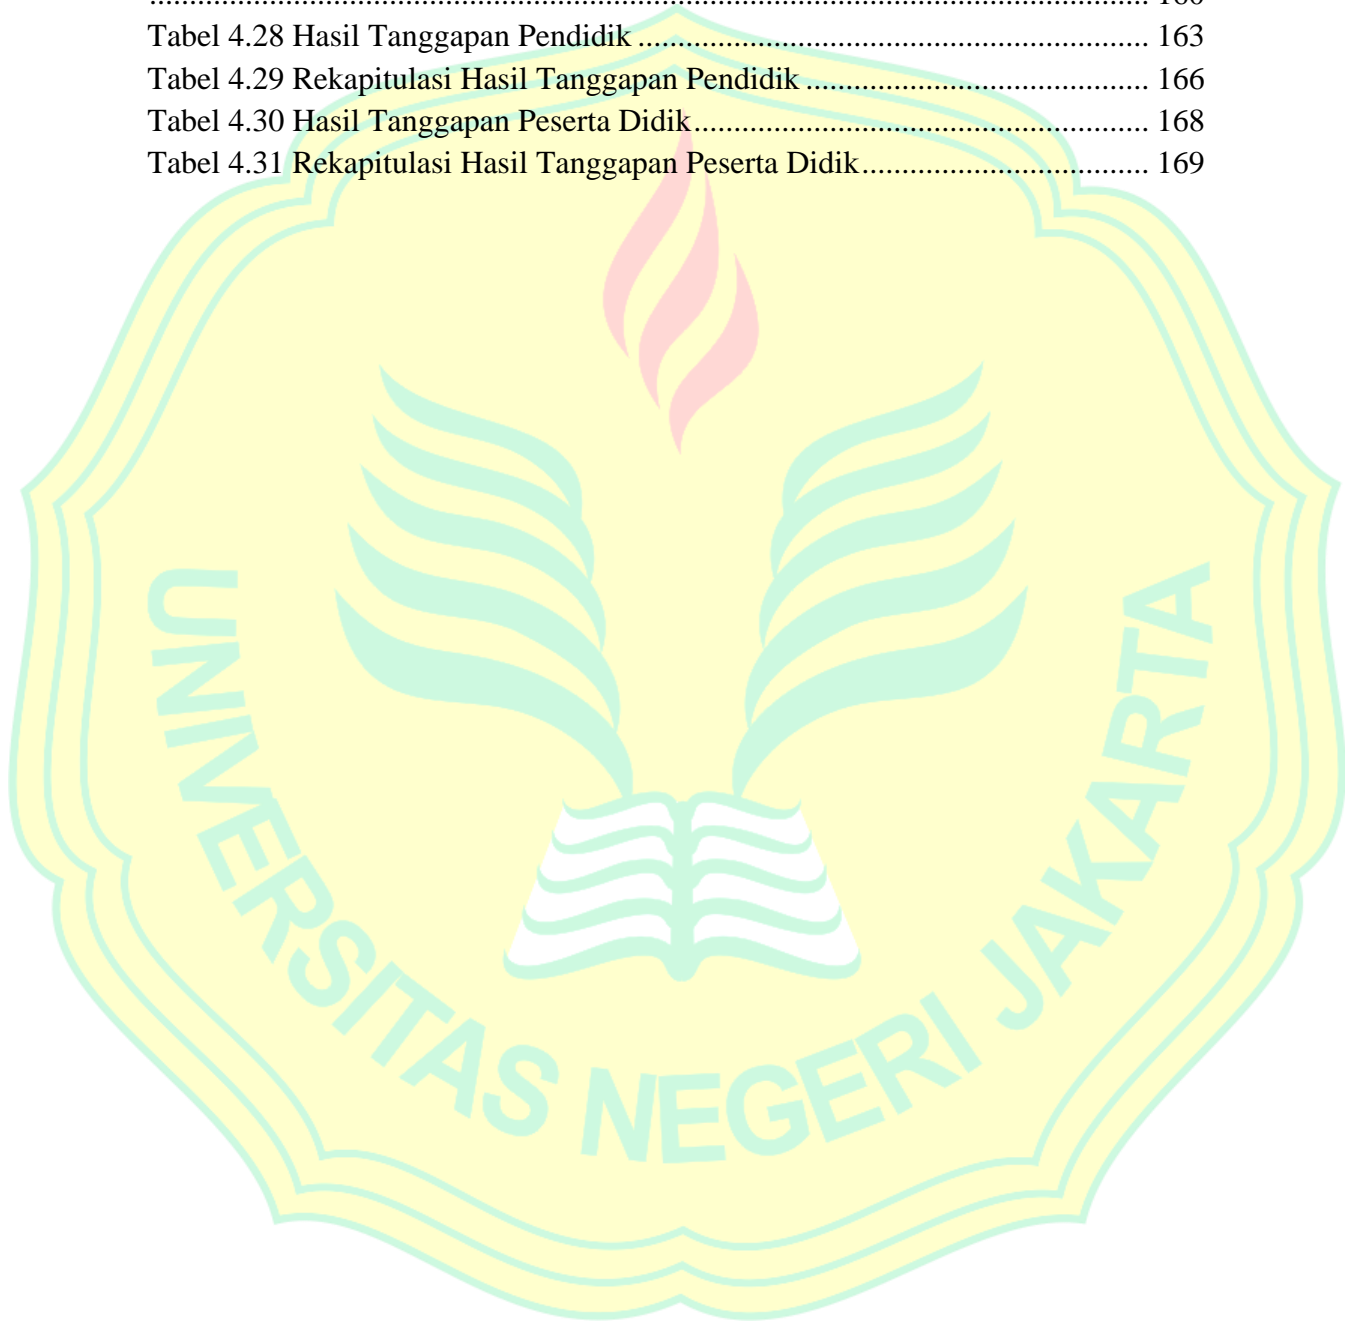 Tabel 4.28 Hasil Tanggapan Pendidik ................................................................ 163
Tabel 4.29 Rekapitulasi Hasil Tanggapan Pendidik ........................................... 166
Tabel 4.30 Hasil Tanggapan Peserta Didik......................................................... 168
Tabel 4.31 Rekapitulasi Hasil Tanggapan Peserta Didik.................................... 169
UNIVERSITAS NEGERI JAKARTA